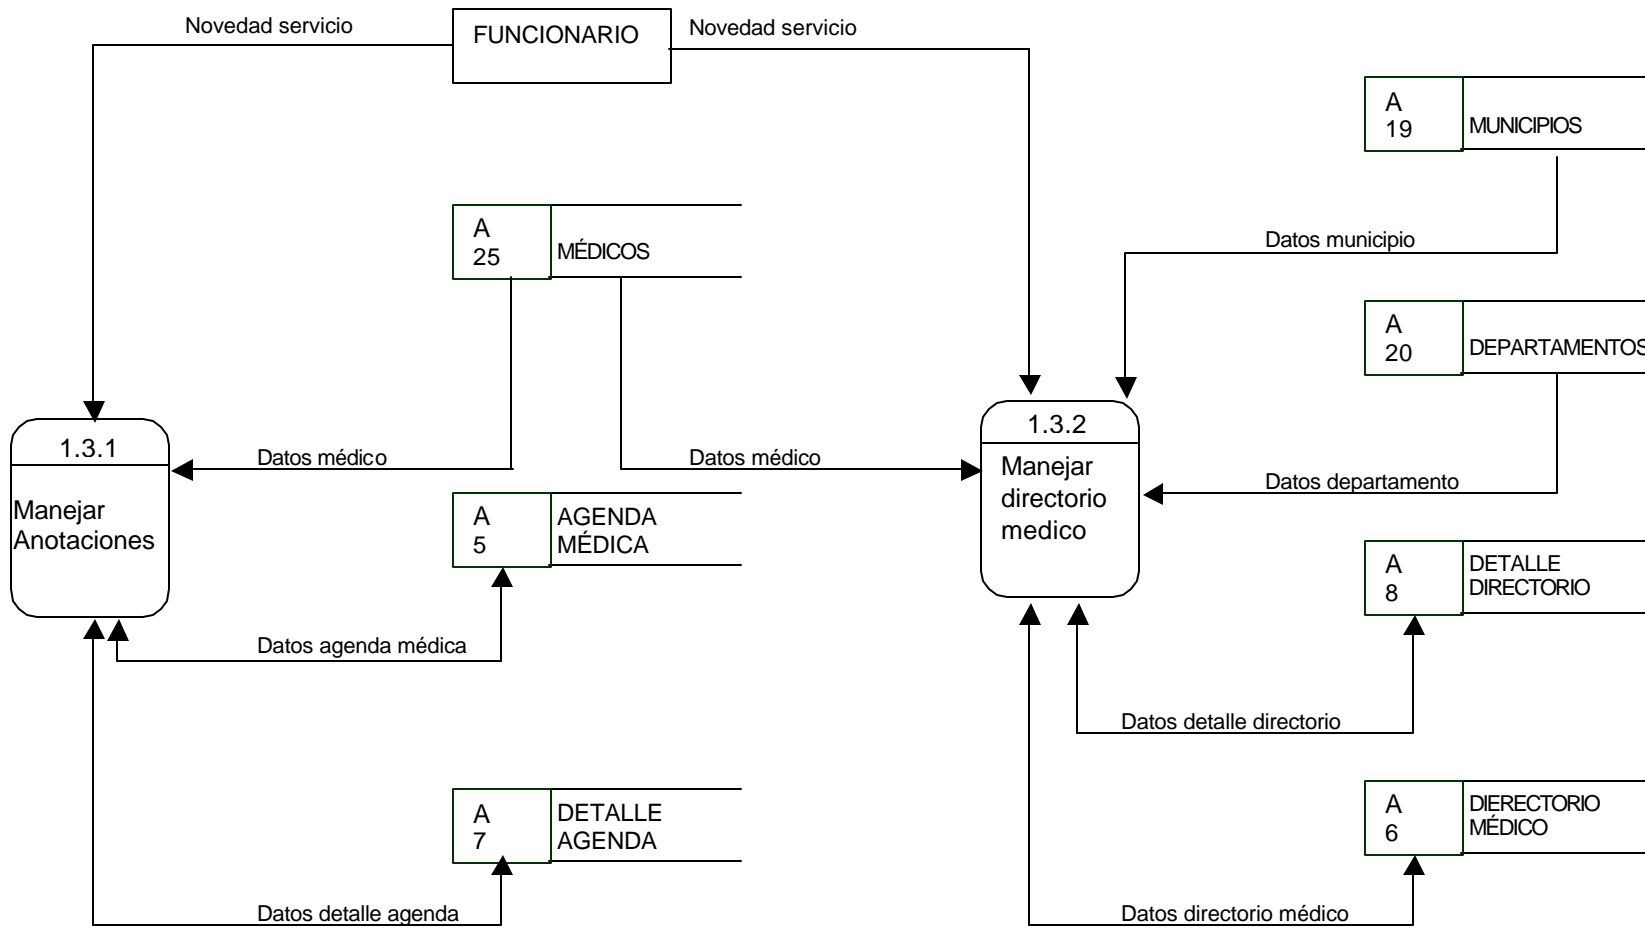 Novedad servicio
FUNCIONARIO
Novedad servicio
A
19
MUNICIPIOS
A
25
MÉDICOS
Datos municipio
A
20
DEPARTAMENTOS
1.3.1
Manejar
Anotaciones
Datos médico
Datos médico
1.3.2
Manejar
directorio
medico
Datos departamento
A
5
AGENDA
MÉDICA
A
8
DETALLE
DIRECTORIO
Datos agenda médica
Datos detalle directorio
A
7
DETALLE
AGENDA
A
6
DIERECTORIO
MÉDICO
Datos detalle agenda
Datos directorio médico